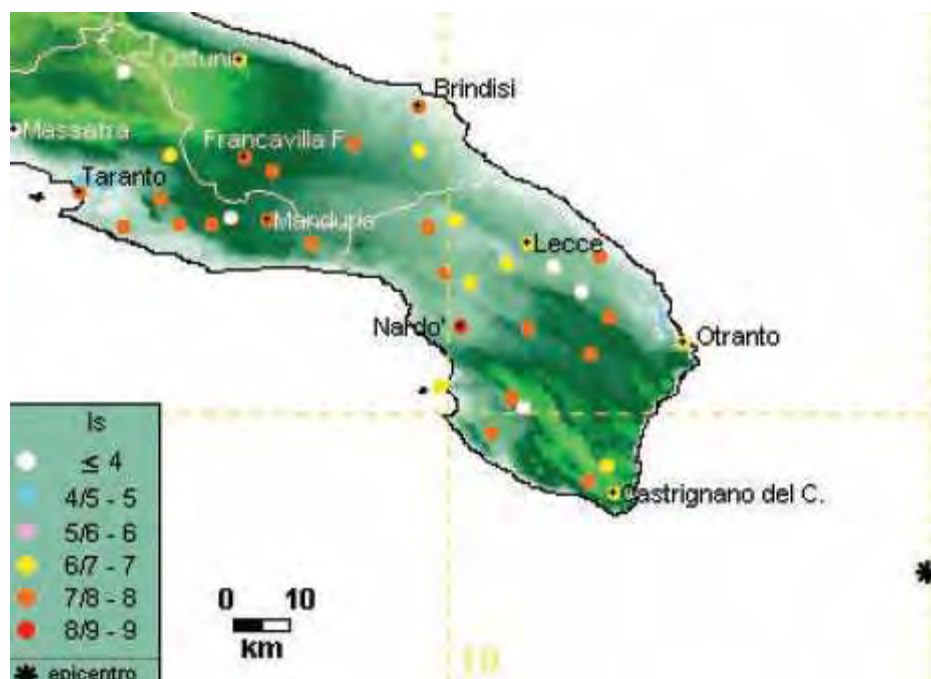 Ostuni
Brindisi
Massafra
Francavilla F.
Taranto
Manduria
Lecce
Nardo'
Otranto
Castrignano del C.
Is
≤ 4
4/5 - 5
5/6 - 6
6/7 - 7
7/8 - 8
8/9 - 9
epicentro
0 10
km